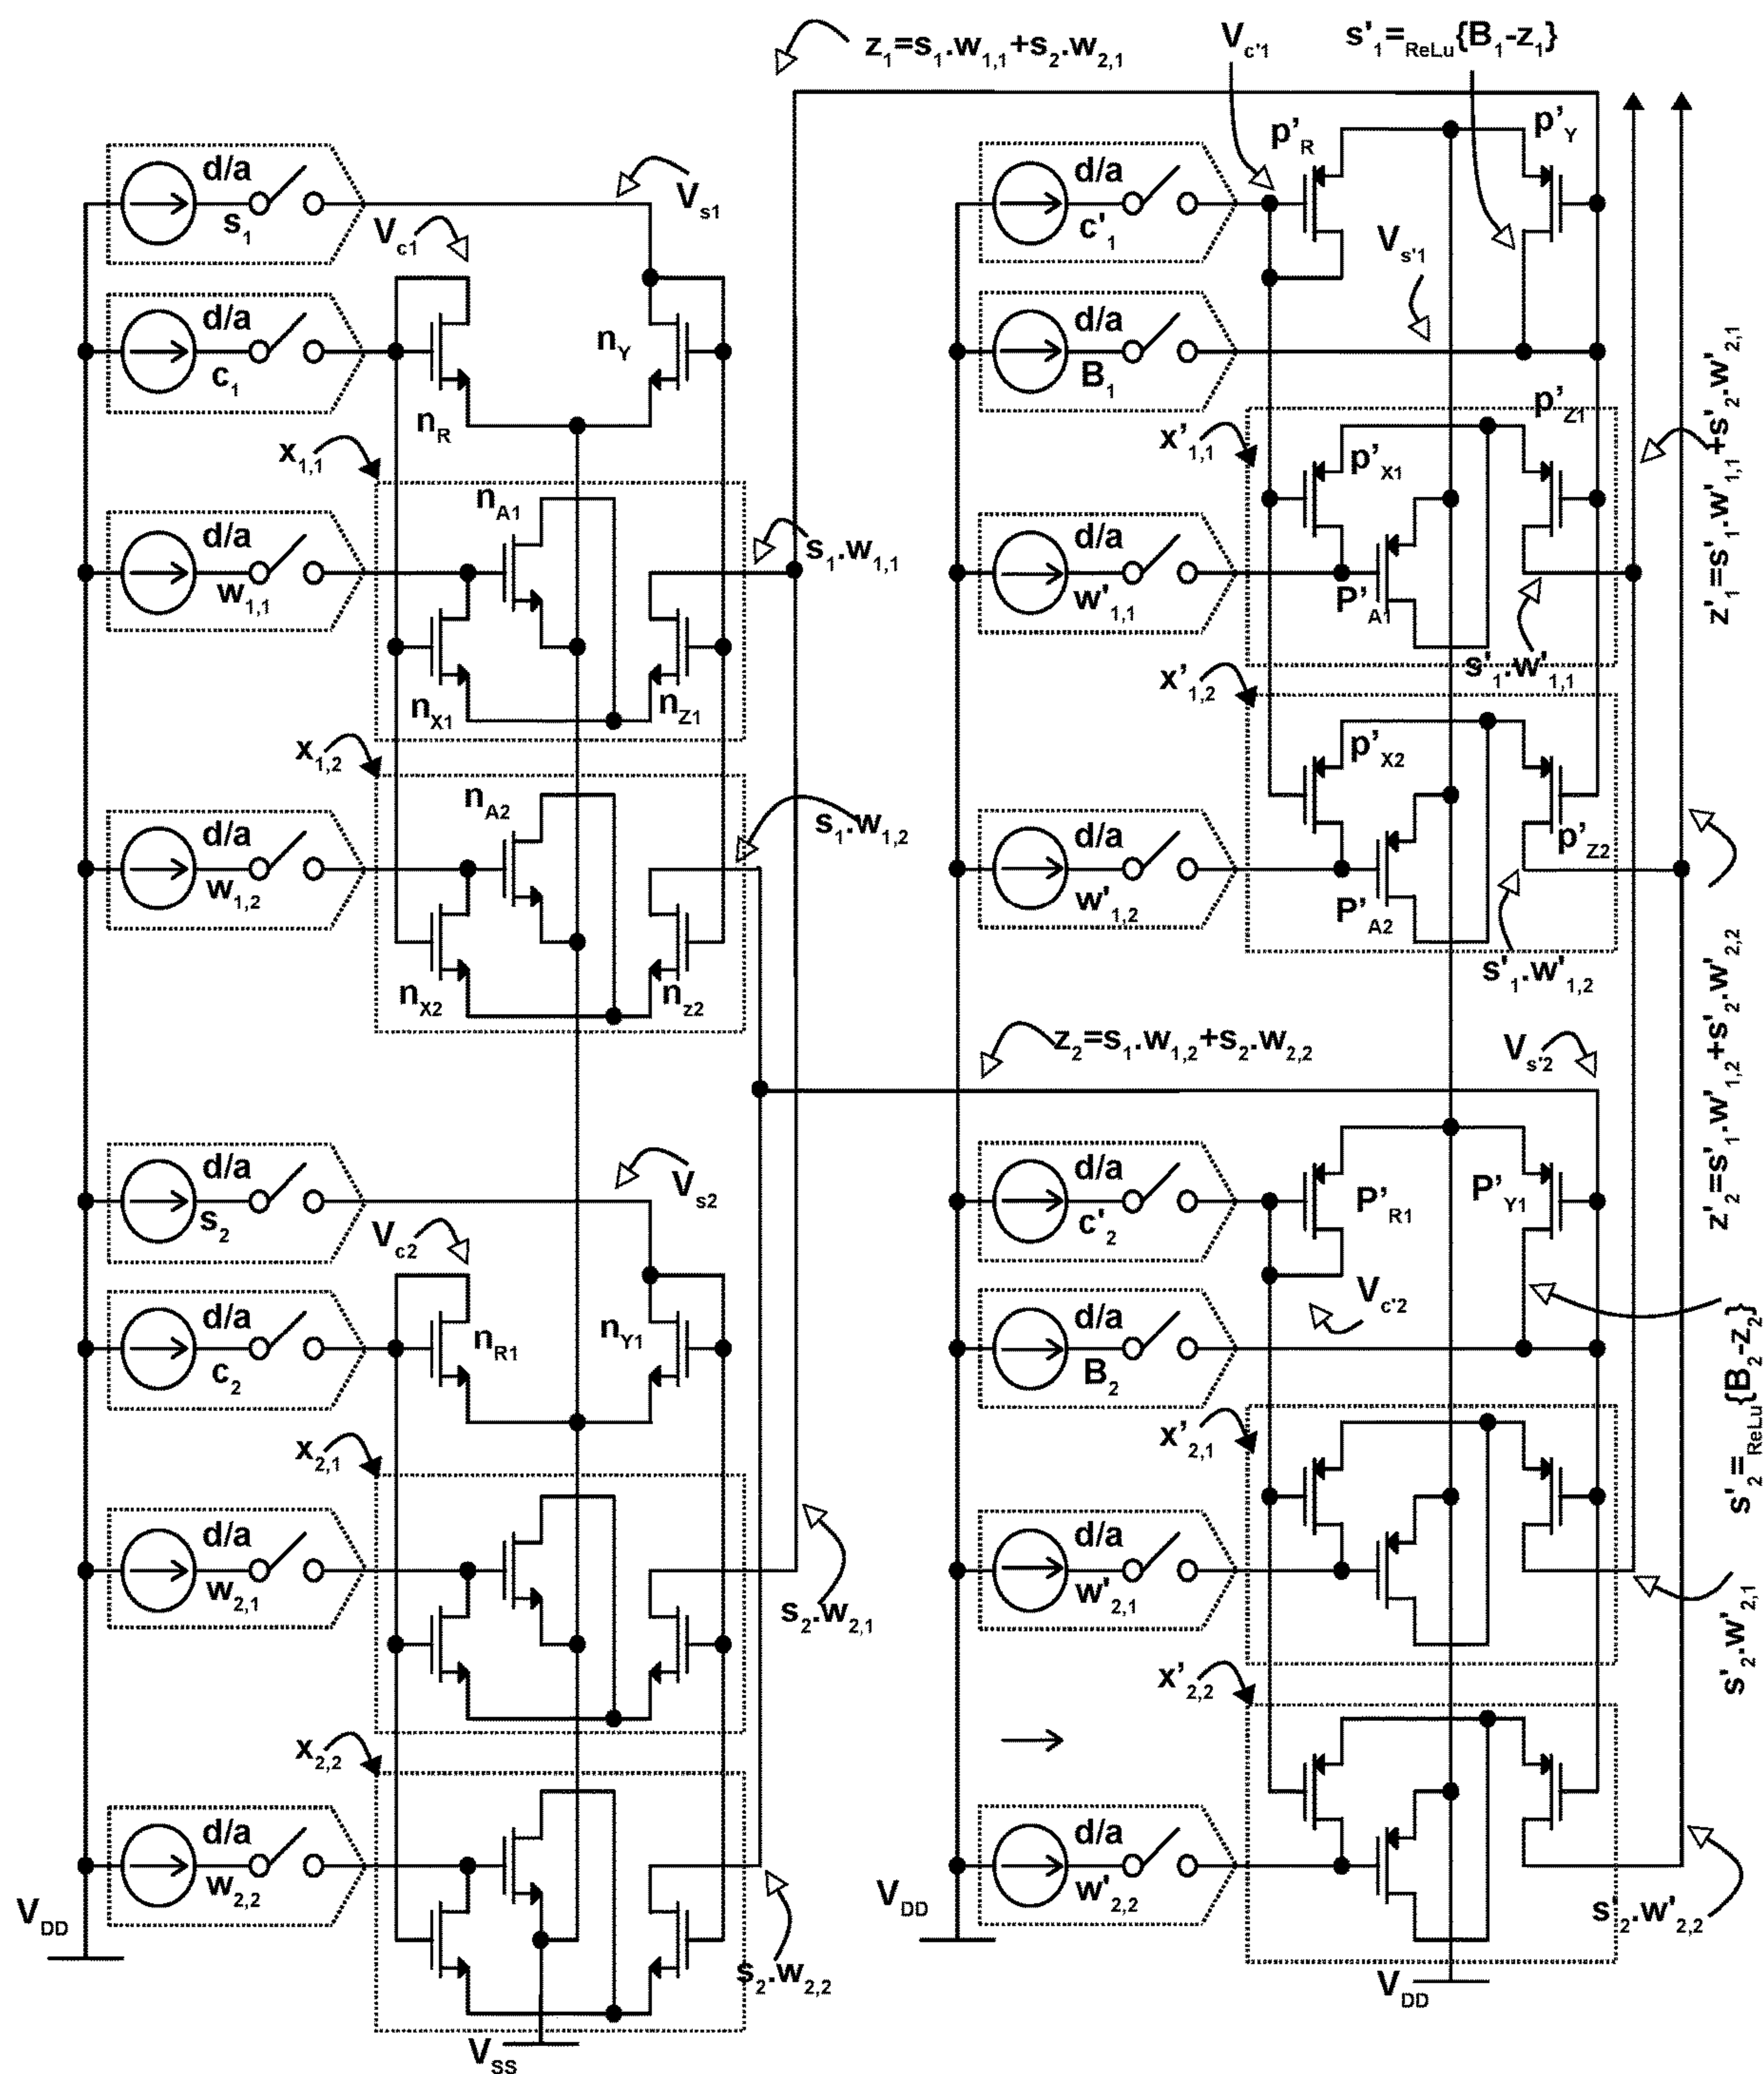 z1=s1.w1,1+s2.w2,1
Vc'1
s'1=ReLu{B1-z1}
d/a
s1
Vs1
Vc1
d/a
c1
nR
nY
x1,1
nA1
d/a
w1,1
nX1
nZ1
s1.w1,1
x1,2
nA2
d/a
w1,2
nX2
nz2
s1.w1,2
d/a
s2
Vs2
Vc2
d/a
c2
nR1
nY1
x2,1
d/a
w2,1
s2.w2,1
x2,2
d/a
w2,2
s2.w2,2
VDD
VSS
d/a
c'1
p'R
p'Y
Vs'1
d/a
B1
x'1,1
p'X1
p'Z1
d/a
w'1,1
P'A1
s'1.w'1,1
x'1,2
p'X2
d/a
w'1,2
P'A2
p'Z2
s'1.w'1,2
z2=s1.w1,2+s2.w2,2
Vs'2
d/a
c'2
P'R1
P'Y1
Vc'2
d/a
B2
x'2,1
d/a
w'2,1
x'2,2
d/a
w'2,2
s'2.w'2,2
VDD
VDD
z'1=s'1.w'1,1+s'2.w'2,1
z'2=s'1.w'1,2+s'2.w'2,2
s'2=ReLu{B2-z2}
s'2.w'2,1